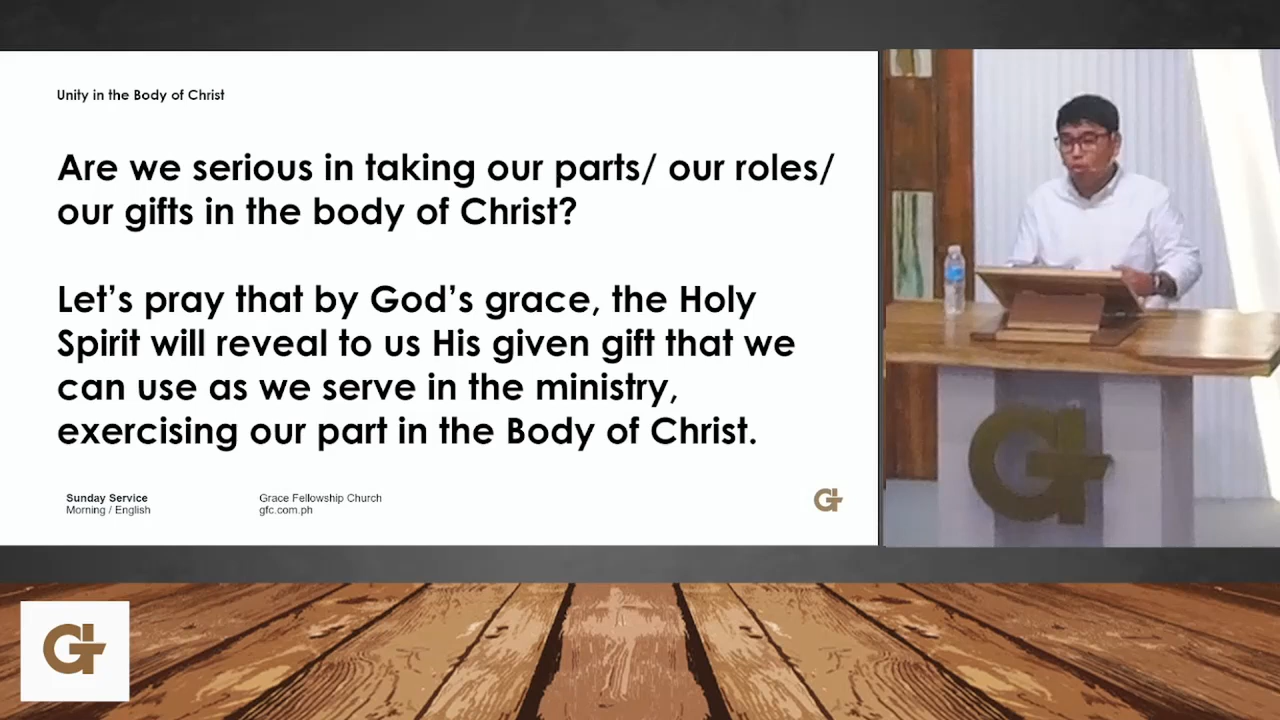 Unity in the Body of Christ
Are we serious in taking our parts/ our roles/
our gifts in the body of Christ?
Let's pray that by God's grace, the Holy
Spirit will reveal to us His given gift that we
can use as we serve in the ministry,
exercising our part in the Body of Christ.
Sunday Service
Morning / English
Grace Fellowship Church
gfc.com.ph